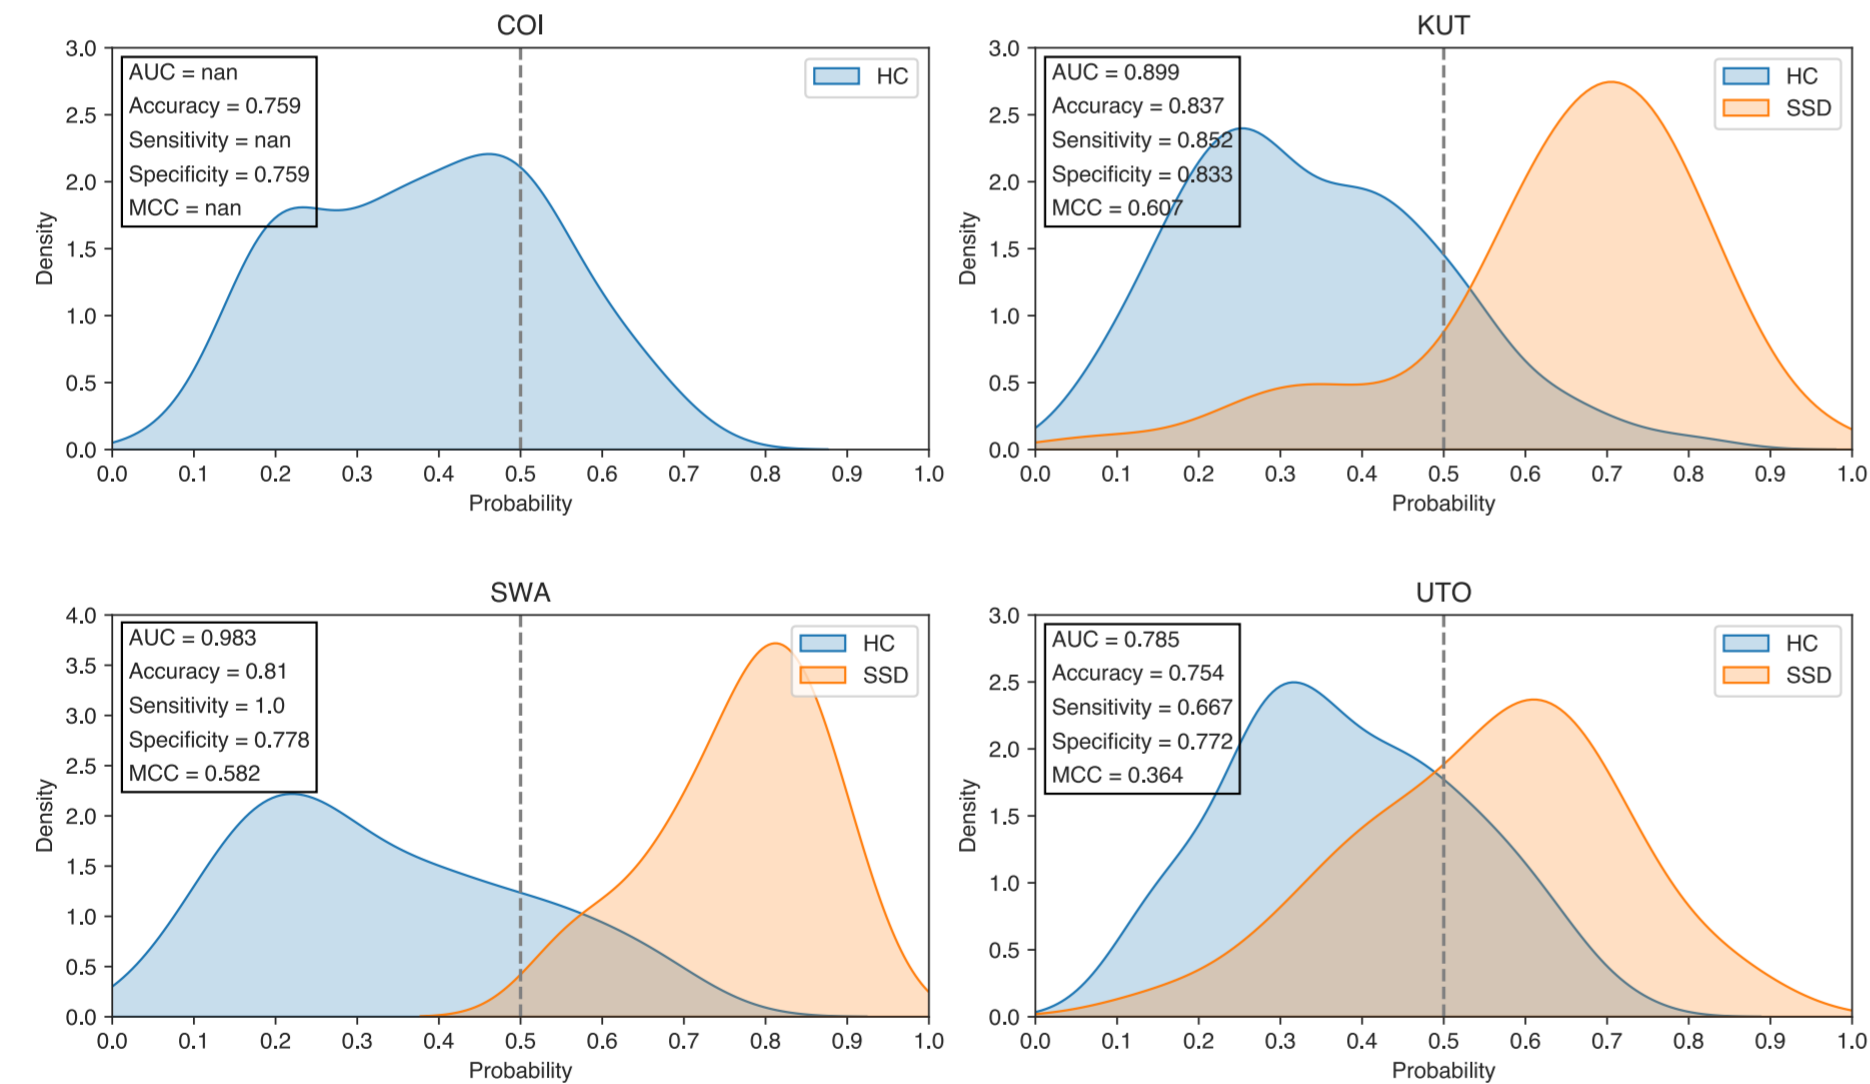 COI
3.0
2.5
2.0
1.5
1.0
0.5
0.0
Density
AUC = nan
Accuracy = 0.759
Sensitivity = nan
Specificity = 0.759
MCC = nan
HC
0.0 0.1 0.2 0.3 0.4 0.5 0.6 0.7 0.8 0.9 1.0
Probability
KUT
3.0
2.5
2.0
1.5
1.0
0.5
0.0
Density
AUC = 0.899
Accuracy = 0.837
Sensitivity = 0.852
Specificity = 0.833
MCC = 0.607
HC
SSD
0.0 0.1 0.2 0.3 0.4 0.5 0.6 0.7 0.8 0.9 1.0
Probability
SWA
4.0
3.5
3.0
2.5
2.0
1.5
1.0
0.5
0.0
Density
AUC = 0.983
Accuracy = 0.81
Sensitivity = 1.0
Specificity = 0.778
MCC = 0.582
HC
SSD
0.0 0.1 0.2 0.3 0.4 0.5 0.6 0.7 0.8 0.9 1.0
Probability
UTO
3.0
2.5
2.0
1.5
1.0
0.5
0.0
Density
AUC = 0.785
Accuracy = 0.754
Sensitivity = 0.667
Specificity = 0.772
MCC = 0.364
HC
SSD
0.0 0.1 0.2 0.3 0.4 0.5 0.6 0.7 0.8 0.9 1.0
Probability